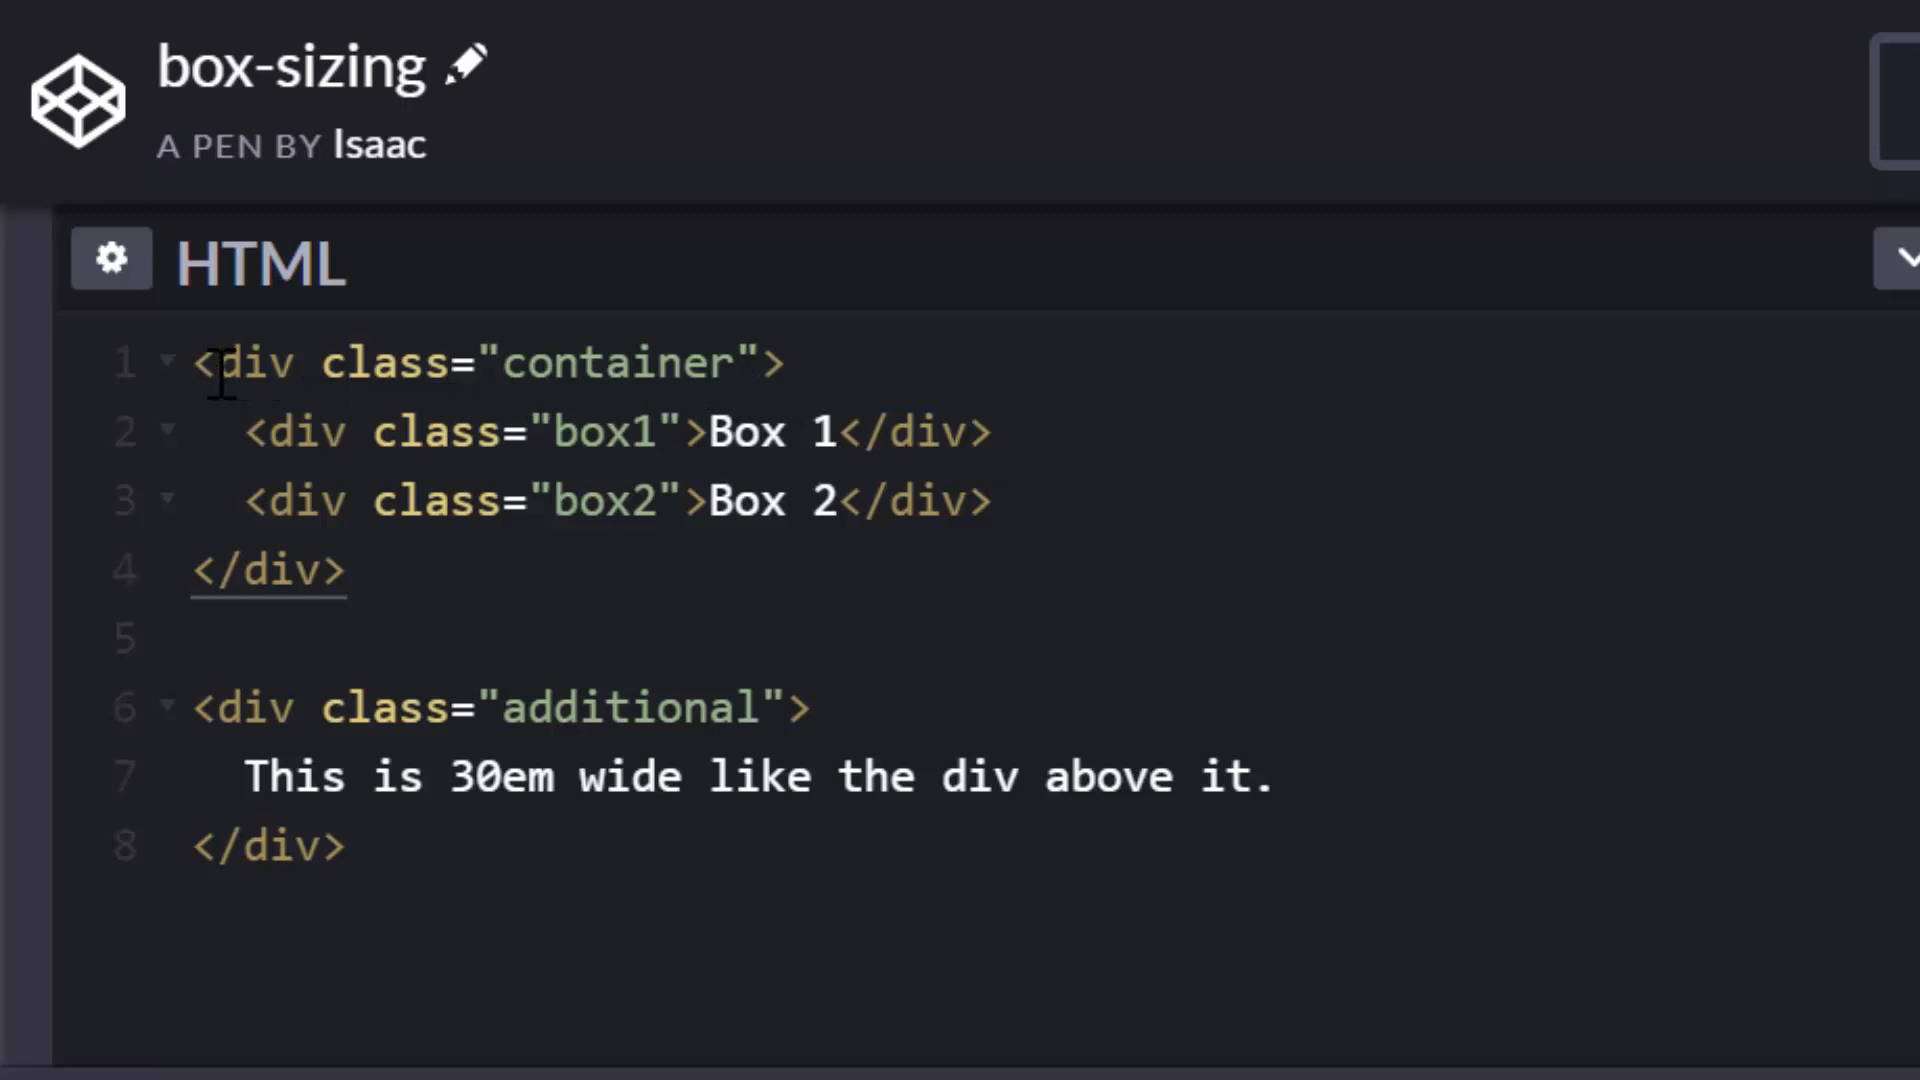 box-sizing
A PEN BY Isaac
HTML
1 <div class="container">
2 <div class="box1">Box 1</div>
3 <div class="box2">Box 2</div>
4 </div>
5
6 <div class="additional">
7 This is 30em wide like the div above it.
8 </div>